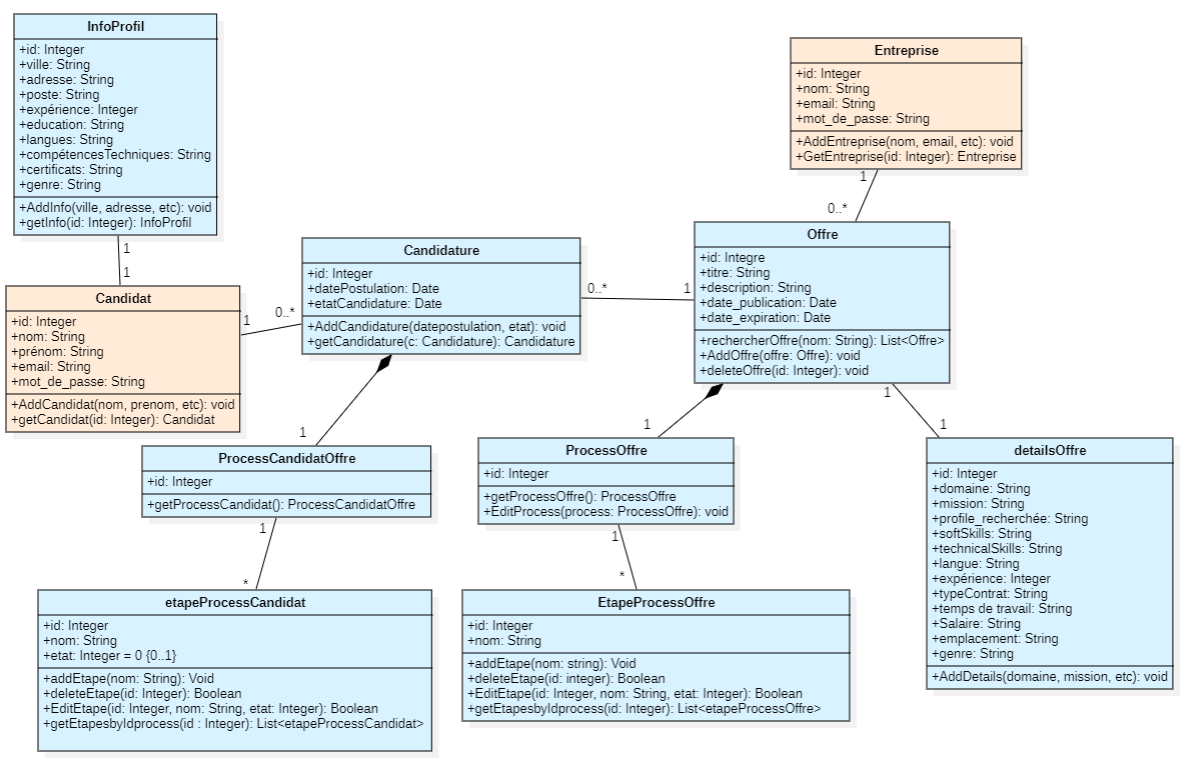 InfoProfil
+id: Integer
+ville: String
+adresse: String
+poste: String
+expérience: Integer
+education: String
+langues: String
+compétencesTechniques: String
+certificats: String
+genre: String
+AddInfo(ville, adresse, etc): void
+getInfo(id: Integer): InfoProfil
1
1
Candidat
+id: Integer
+nom: String
+prénom: String
+email: String
+mot_de_passe: String
+AddCandidat(nom, prenom, etc): void
+getCandidat(id: Integer): Candidat
1
0..*
Candidature
+id: Integer
+datePostulation: Date
+etatCandidature: Date
+AddCandidature(datepostulation, etat): void
+getCandidature(c: Candidature): Candidature
0..*
1
Entreprise
+id: Integer
+nom: String
+email: String
+mot_de_passe: String
+AddEntreprise(nom, email, etc): void
+GetEntreprise(id: Integer): Entreprise
1
0..*
Offre
+id: Integre
+titre: String
+description: String
+date_publication: Date
+date_expiration: Date
+rechercherOffre(nom: String): List<Offre>
+AddOffre(offre: Offre): void
+deleteOffre(id: Integer): void
1
1
1
1
ProcessCandidatOffre
+id: Integer
+getProcessCandidat(): ProcessCandidatOffre
1
*
ProcessOffre
+id: Integer
+getProcessOffre(): ProcessOffre
+EditProcess(process: ProcessOffre): void
1
*
detailsOffre
+id: Integer
+domaine: String
+mission: String
+profile_recherchée: String
+softSkills: String
+technicalSkills: String
+langue: String
+expérience: Integer
+typeContrat: String
+temps de travail: String
+Salaire: String
+emplacement: String
+genre: String
+AddDetails(domaine, mission, etc): void
etapeProcessCandidat
+id: Integer
+nom: String
+etat: Integer = 0 {0..1}
+addEtape(nom: String): Void
+deleteEtape(id: Integer): Boolean
+EditEtape(id: Integer, nom: String, etat: Integer): Boolean
+getEtapesbyIdprocess(id : Integer): List<etapeProcessCandidat>
EtapeProcessOffre
+id: Integer
+nom: String
+addEtape(nom: string): Void
+deleteEtape(id: integer): Boolean
+EditEtape(id: Integer, nom: String, etat: Integer): Boolean
+getEtapesbyIdprocess(id: Integer): List<etapeProcessOffre>